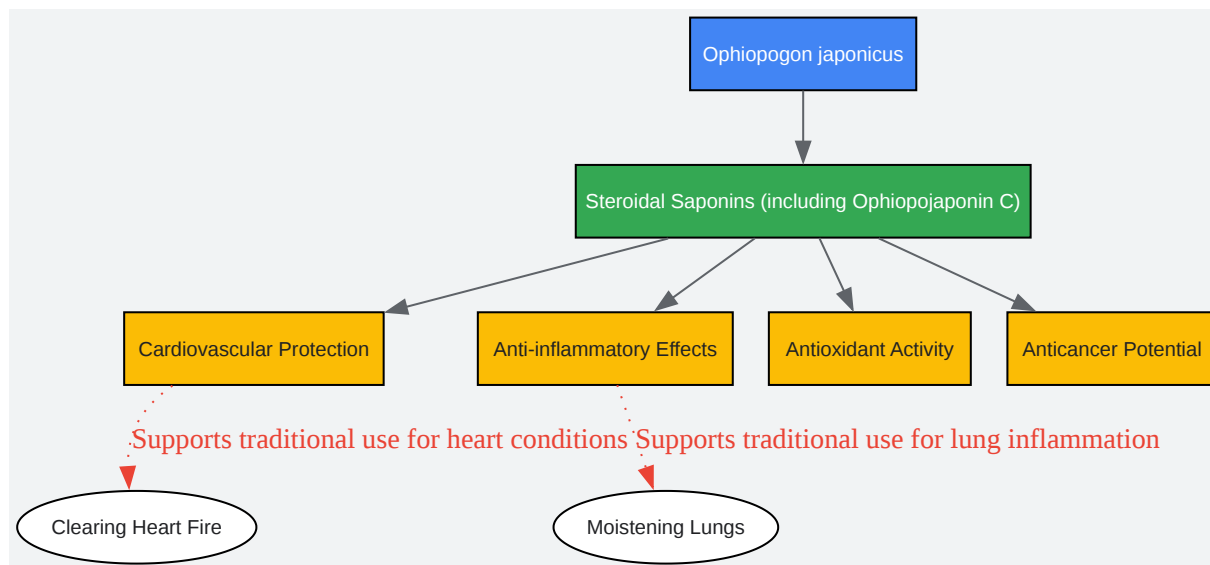 Ophiopogon japonicus
Steroidal Saponins (including Ophiopojaponin C)
Cardiovascular Protection
Anti-inflammatory Effects
Antioxidant Activity
Anticancer Potential
Supports traditional use for heart conditions
Supports traditional use for lung inflammation
Clearing Heart Fire
Moistening Lungs